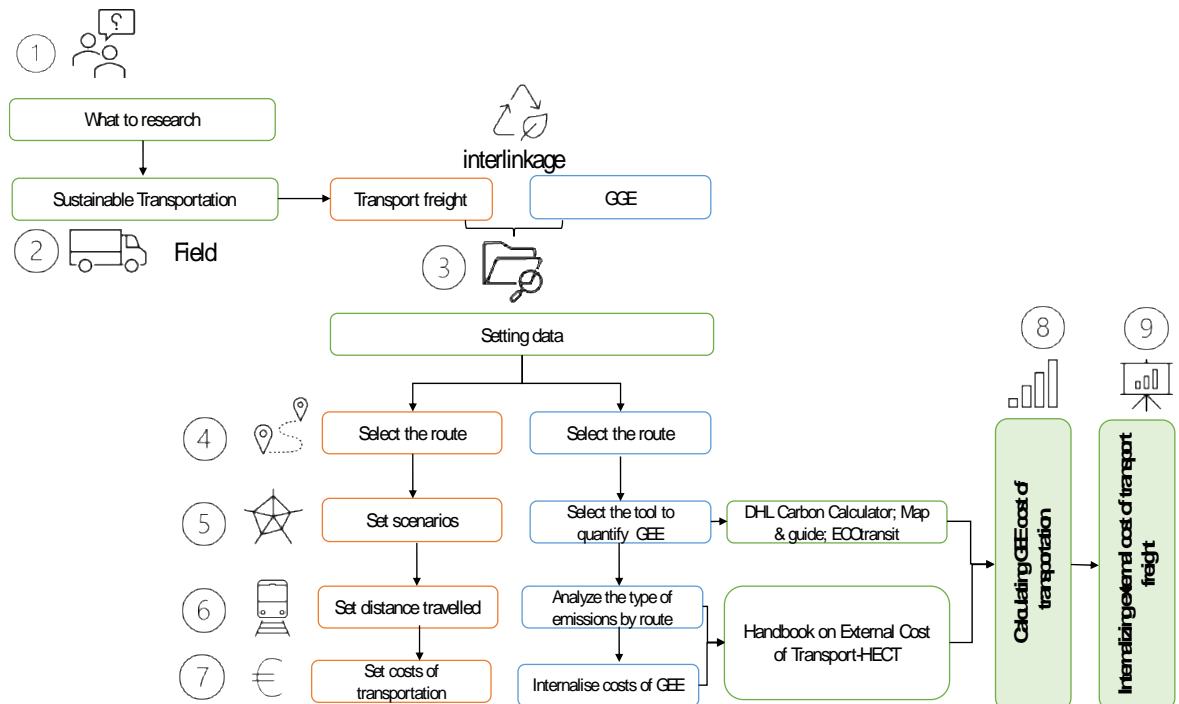 1
?
What to research
interlinkage
Sustainable Transportation
Transport freight
GGE
2
Field
3
Setting data
8
9
4
Select the route
Select the route
5
Set scenarios
Select the tool to
quantify GEE
DHL Carbon Calculator; Map
& guide; ECOtransit
6
Set distance travelled
Analyze the type of
emissions by route
Handbook on External Cost
of Transport-HECT
7
€
Set costs of
transportation
Internalise costs of GEE
Calculating GEE cost of
transportation
Internalizing external cost of transport
freight